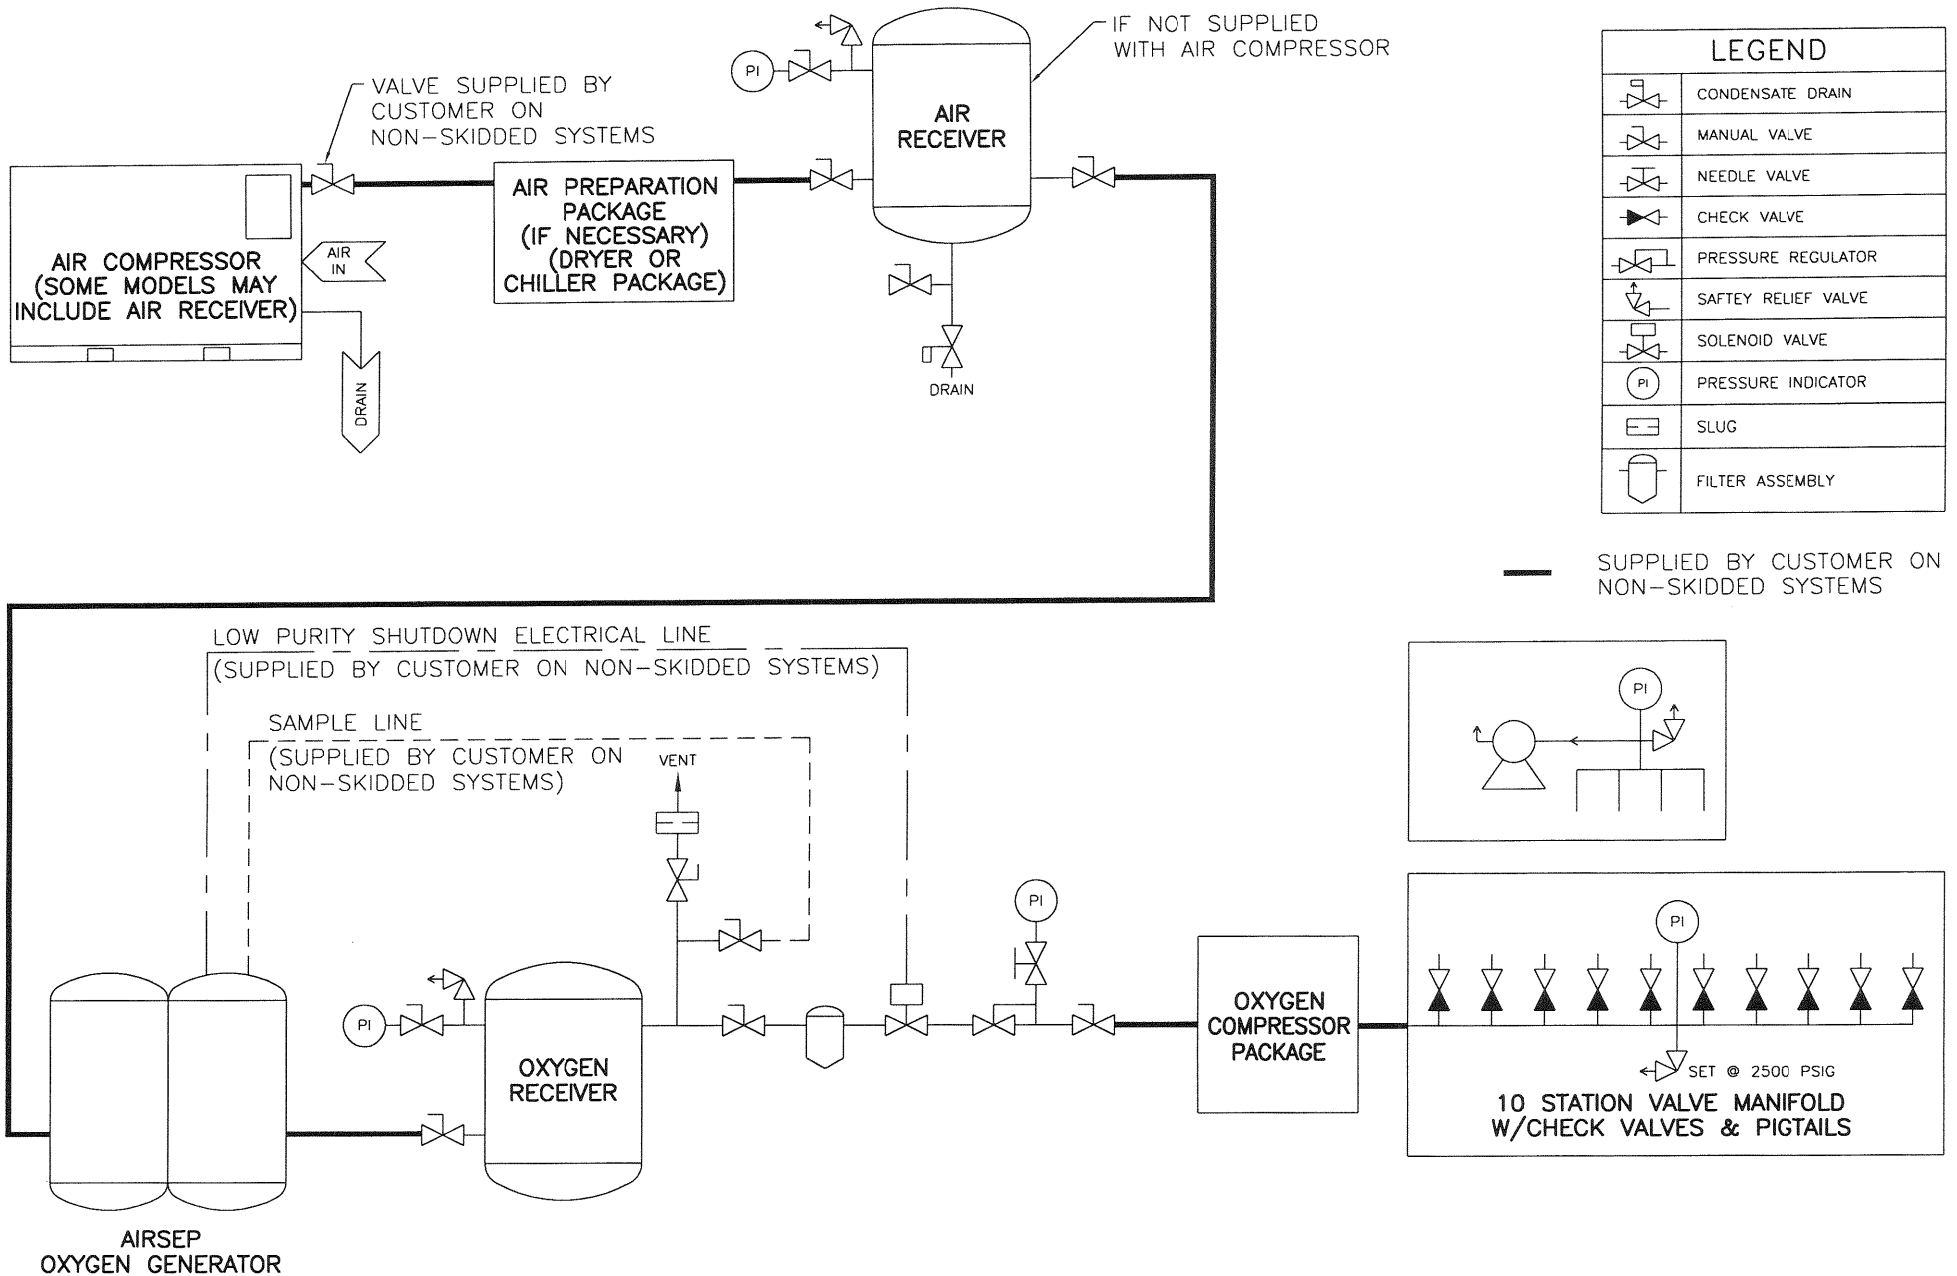 IF NOT SUPPLIED
WITH AIR COMPRESSOR
VALVE SUPPLIED BY
CUSTOMER ON
NON-SKIDDED SYSTEMS
PI
AIR
RECEIVER
AIR COMPRESSOR
(SOME MODELS MAY
INCLUDE AIR RECEIVER)
AIR
IN
DRAIN
AIR PREPARATION
PACKAGE
(IF NECESSARY)
(DRYER OR
CHILLER PACKAGE)
DRAIN
LEGEND
CONDENSATE DRAIN
MANUAL VALVE
NEEDLE VALVE
CHECK VALVE
PRESSURE REGULATOR
SAFTEY RELIEF VALVE
SOLENOID VALVE
PI
PRESSURE INDICATOR
SLUG
FILTER ASSEMBLY
SUPPLIED BY CUSTOMER ON
NON-SKIDDED SYSTEMS
LOW PURITY SHUTDOWN ELECTRICAL LINE
(SUPPLIED BY CUSTOMER ON NON-SKIDDED SYSTEMS)
SAMPLE LINE
(SUPPLIED BY CUSTOMER ON
NON-SKIDDED SYSTEMS)
VENT
PI
PI
PI
PI
OXYGEN
RECEIVER
OXYGEN
COMPRESSOR
PACKAGE
SET @ 2500 PSIG
10 STATION VALVE MANIFOLD
W/CHECK VALVES & PIGTAILS
AIRSEP
OXYGEN GENERATOR